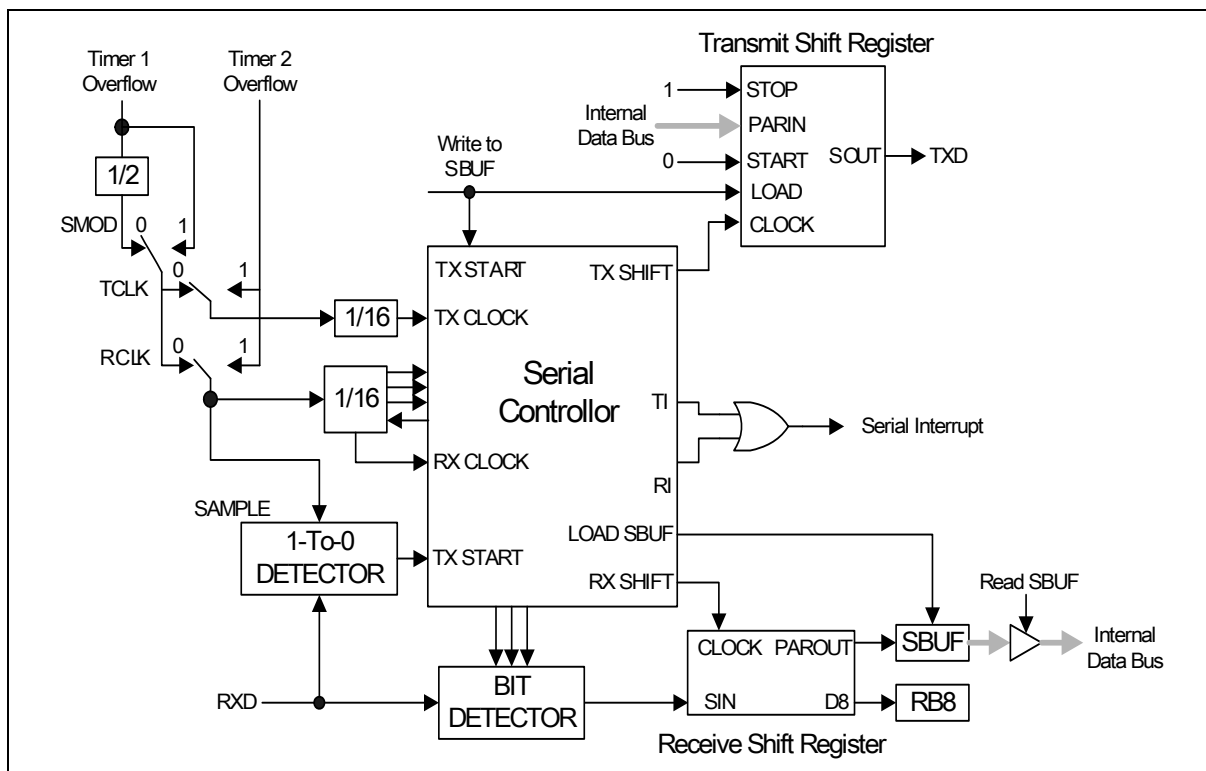 Timer 1
Overflow
Timer 2
Overflow
Transmit Shift Register
1
STOP
Internal
Data Bus
PARIN
SOUT
TXD
0
START
Write to
SBUF
LOAD
CLOCK
1/2
SMOD
0
1
TX START
TX SHIFT
TCLK
0
1
1/16
TX CLOCK
RCLK
0
1
1/16
Serial
Controllor
TI
Serial Interrupt
RX CLOCK
RI
SAMPLE
1-To-0
DETECTOR
TX START
LOAD SBUF
RX SHIFT
Read SBUF
CLOCK
PAROUT
SBUF
Internal
Data Bus
RXD
BIT
DETECTOR
SIN
D8
RB8
Receive Shift Register